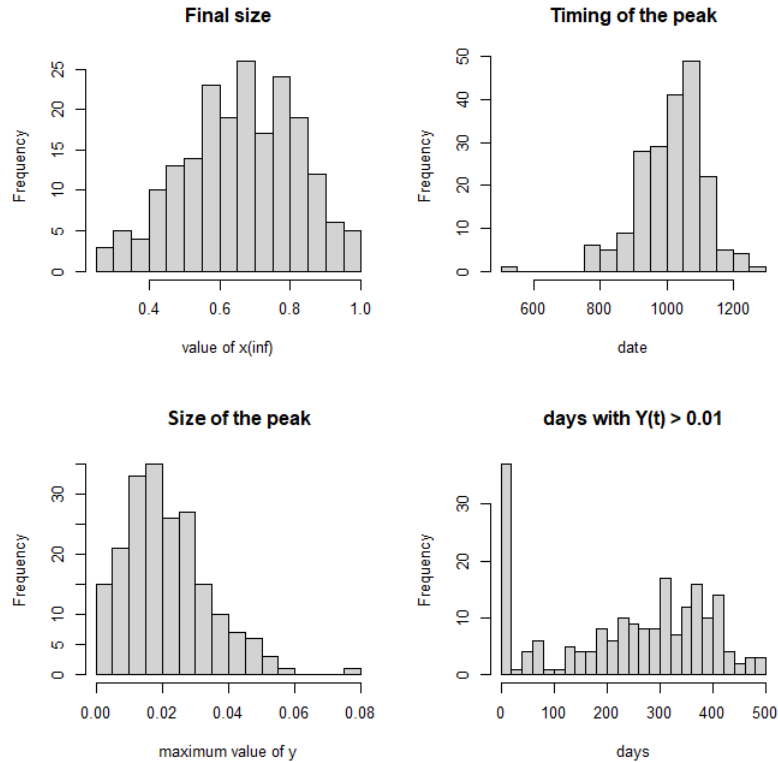 Final size
Frequency
0 5 10 15 20 25
0.4 0.6 0.8 1.0
value of x(inf)
Timing of the peak
Frequency
0 10 20 30 40 50
600 800 1000 1200
date
Size of the peak
Frequency
0 5 10 20 30
0.00 0.02 0.04 0.06 0.08
maximum value of y
days with Y(t) > 0.01
Frequency
0 10 20 30
0 100 200 300 400 500
days